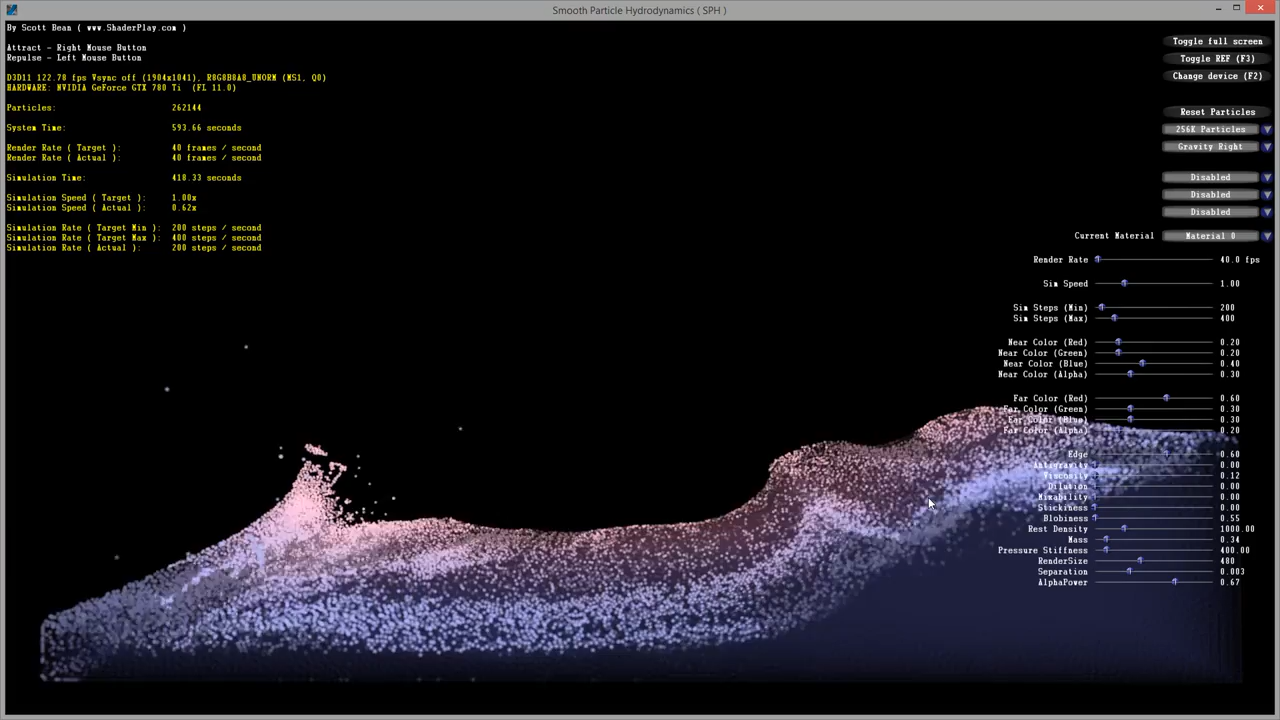 Smooth Particle Hydrodynamics ( SPH )
By Scott Bean ( www.ShaderPlay.com )
Attract - Right Mouse Button
Repulse - Left Mouse Button
D3D11 122.78 fps Vsync off (1904x1041), R8G8B8A8_UNORM (MS1, Q0)
HARDWARE: NVIDIA GeForce GTX 780 Ti (FL 11.0)
Particles: 262144
System Time: 593.66 seconds
Render Rate ( Target ): 40 frames / second
Render Rate ( Actual ): 40 frames / second
Simulation Time: 418.33 seconds
Simulation Speed ( Target ): 1.00x
Simulation Speed ( Actual ): 0.62x
Simulation Rate ( Target Min ): 200 steps / second
Simulation Rate ( Target Max ): 400 steps / second
Simulation Rate ( Actual ): 200 steps / second
Toggle full screen
Toggle REF (F3)
Change device (F2)
Reset Particles
256K Particles
Gravity Right
Disabled
Disabled
Disabled
Current Material Material 0
Render Rate 40.0 fps
Sim Speed 1.00
Sim Steps (Min) 200
Sim Steps (Max) 400
Near Color (Red) 0.20
Near Color (Green) 0.20
Near Color (Blue) 0.40
Near Color (Alpha) 0.30
Far Color (Red) 0.60
Far Color (Green) 0.30
Far Color (Blue) 0.30
Far Color (Alpha) 0.20
Edge 0.60
Antigravity 0.00
Viscosity 0.12
Dilution 0.00
Mixability 0.00
Stickiness 0.00
Blobiness 0.55
Rest Density 1000.00
Mass 0.34
Pressure Stiffness 400.00
RenderSize 480
Separation 0.003
AlphaPower 0.67